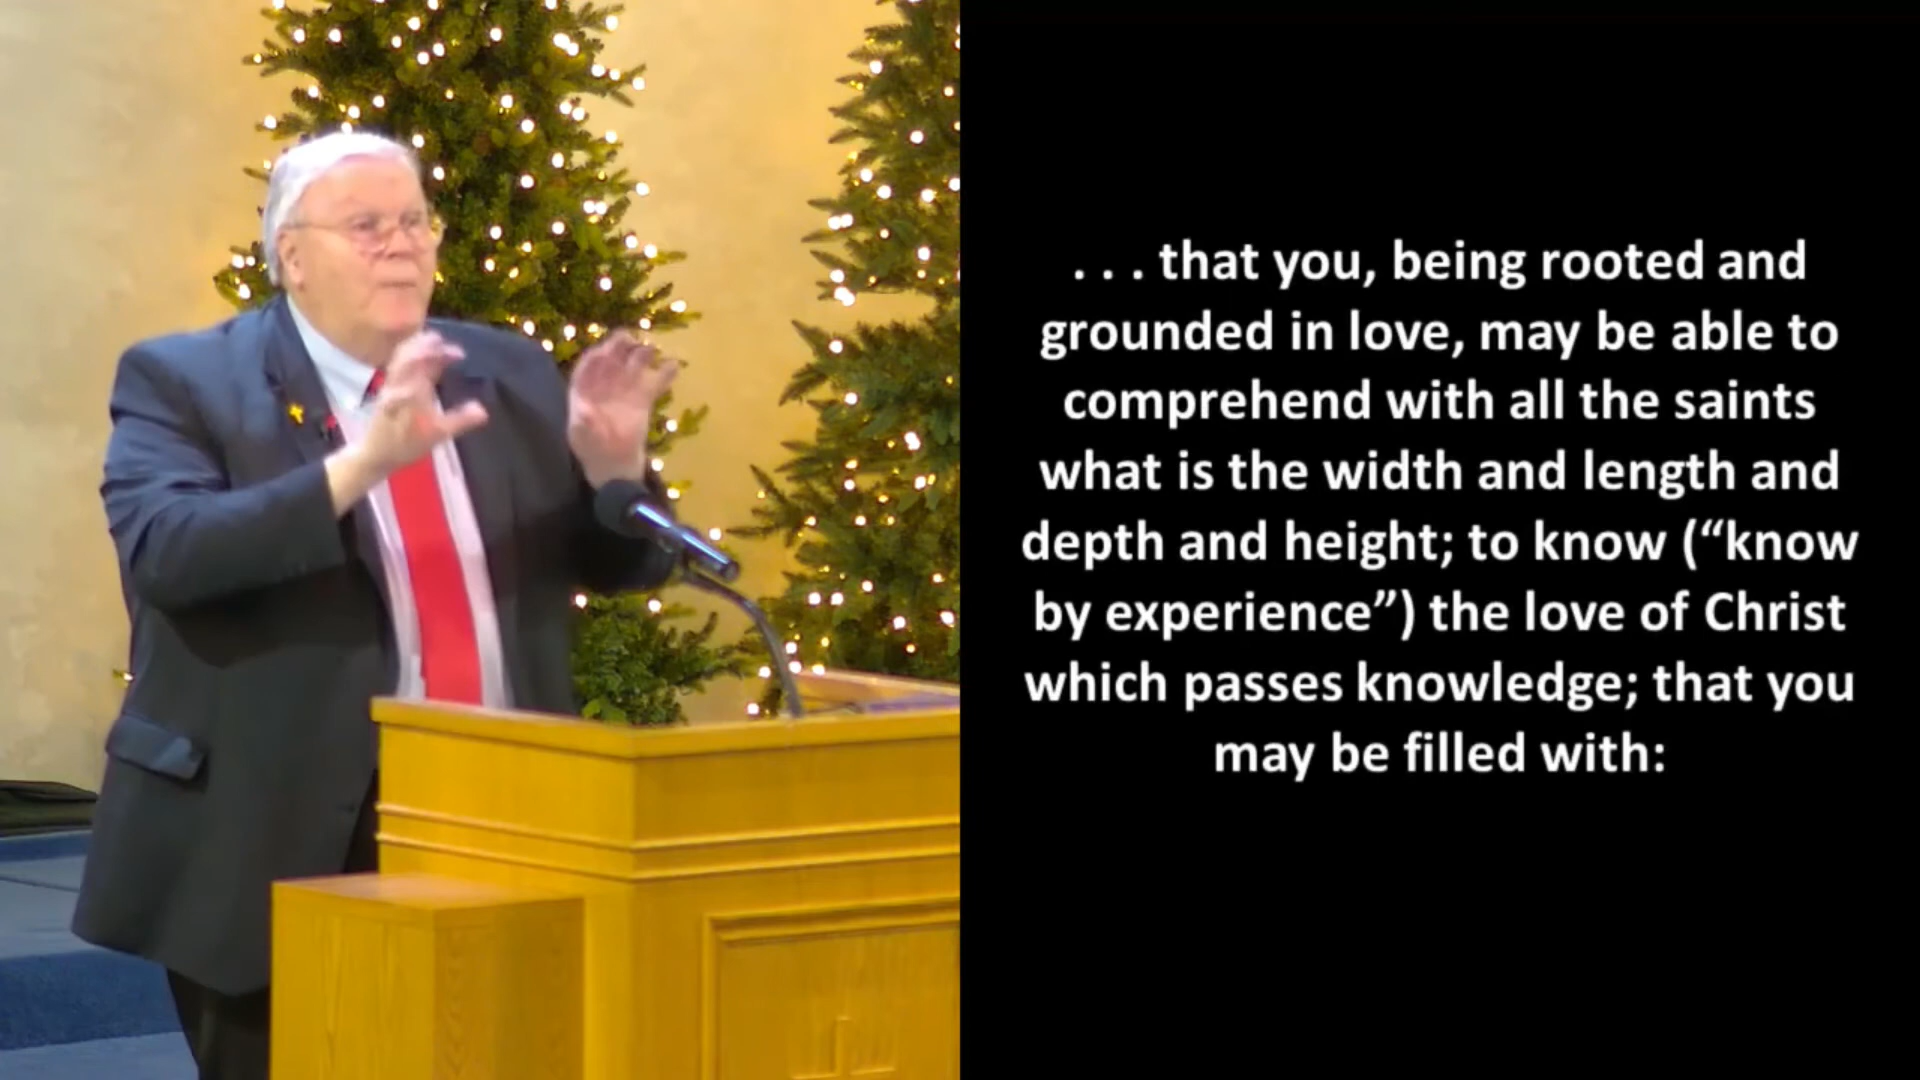 . . . that you, being rooted and
grounded in love, may be able to
comprehend with all the saints
what is the width and length and
depth and height; to know (“know
by experience”) the love of Christ
which passes knowledge; that you
may be filled with: